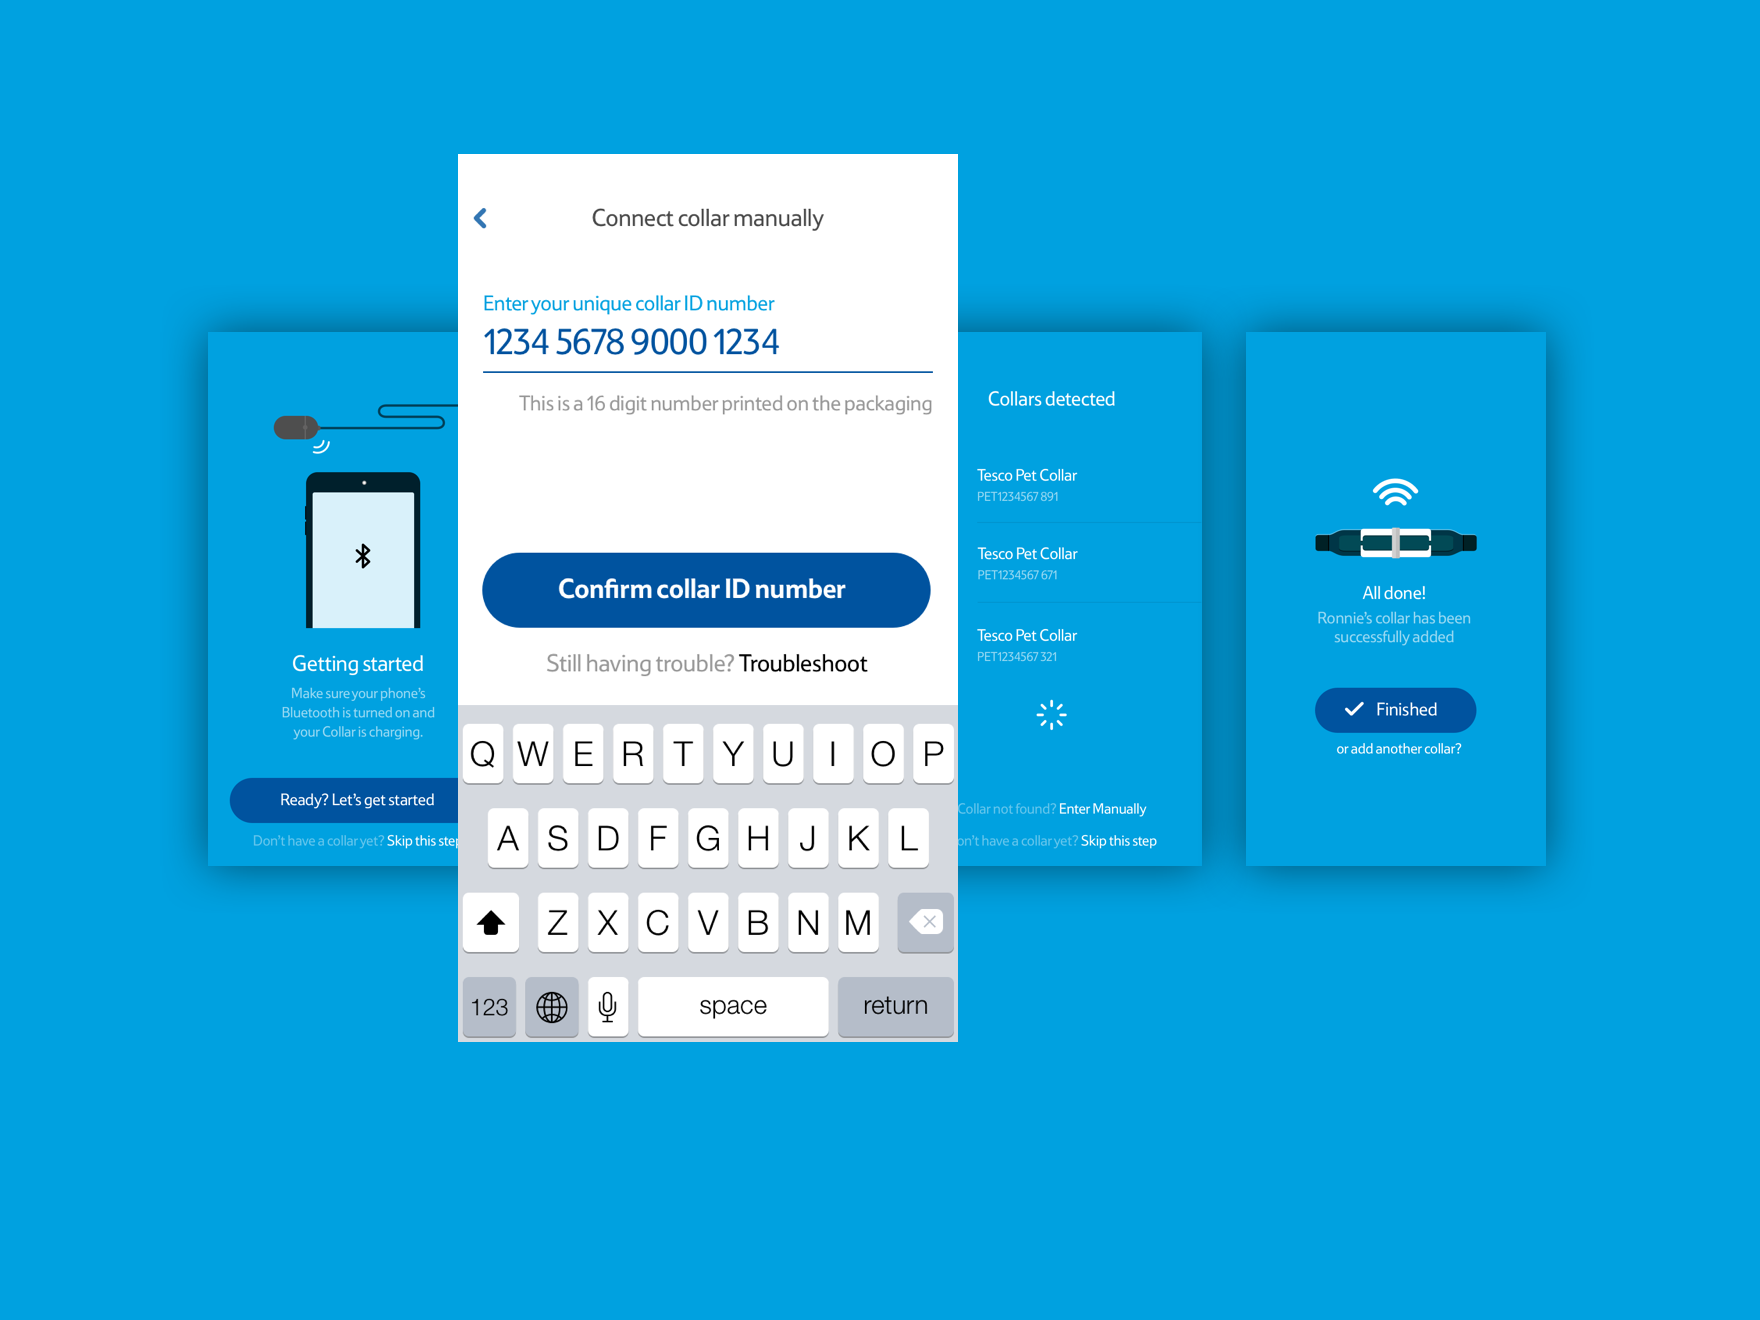 Connect collar manually
Enter your unique collar ID number
1234 5678 9000 1234
This is a 16 digit number printed on the packaging
Confirm collar ID number
Still having trouble? Troubleshoot
Q W E R T Y U I O P
A S D F G H J K L
Z X C V B N M
123 space return
Getting started
Make sure your phone's
Bluetooth is turned on and
your Collar is charging.
Ready? Let's get started
Don't have a collar yet? Skip this step
Collars detected
Tesco Pet Collar
PET1234567 891
Tesco Pet Collar
PET1234567 671
Tesco Pet Collar
PET1234567 321
Collar not found? Enter Manually
on't have a collar yet? Skip this step
All done!
Ronnie's collar has been
successfully added
Finished
or add another collar?